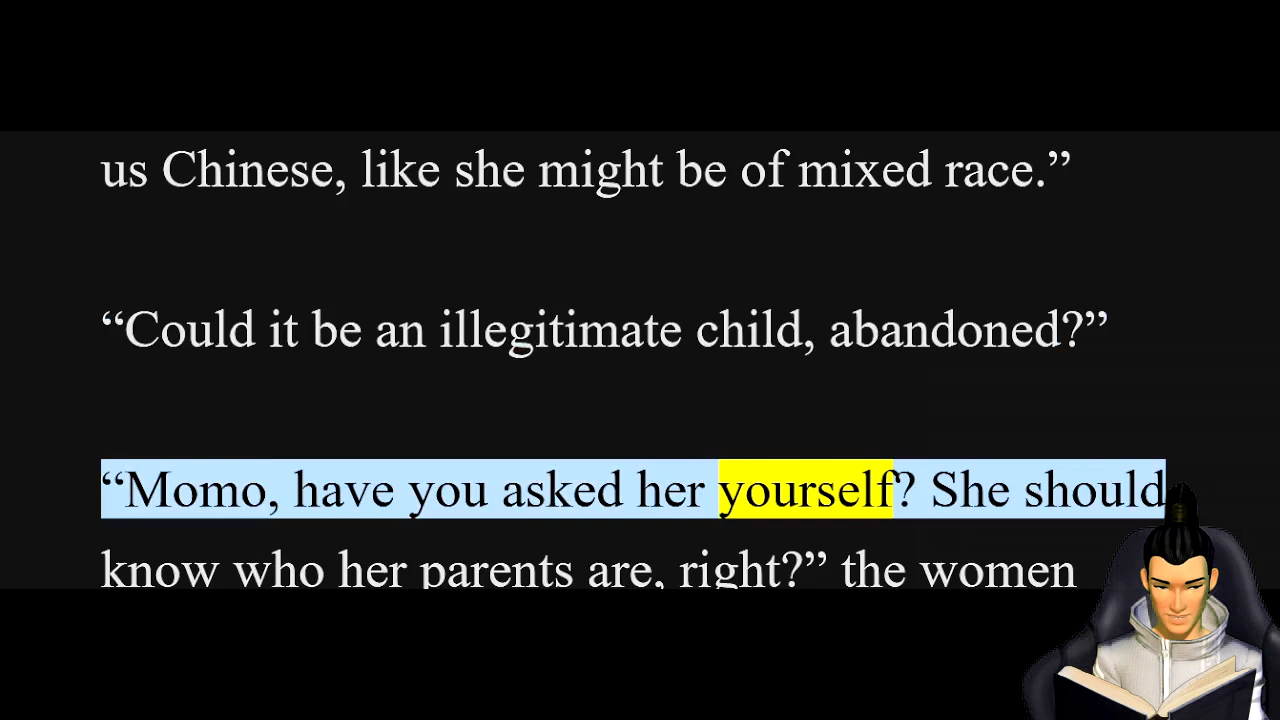 us Chinese, like she might be of mixed race.”
“Could it be an illegitimate child, abandoned?”
“Momo, have you asked her yourself? She should
know who her parents are, right?” the women